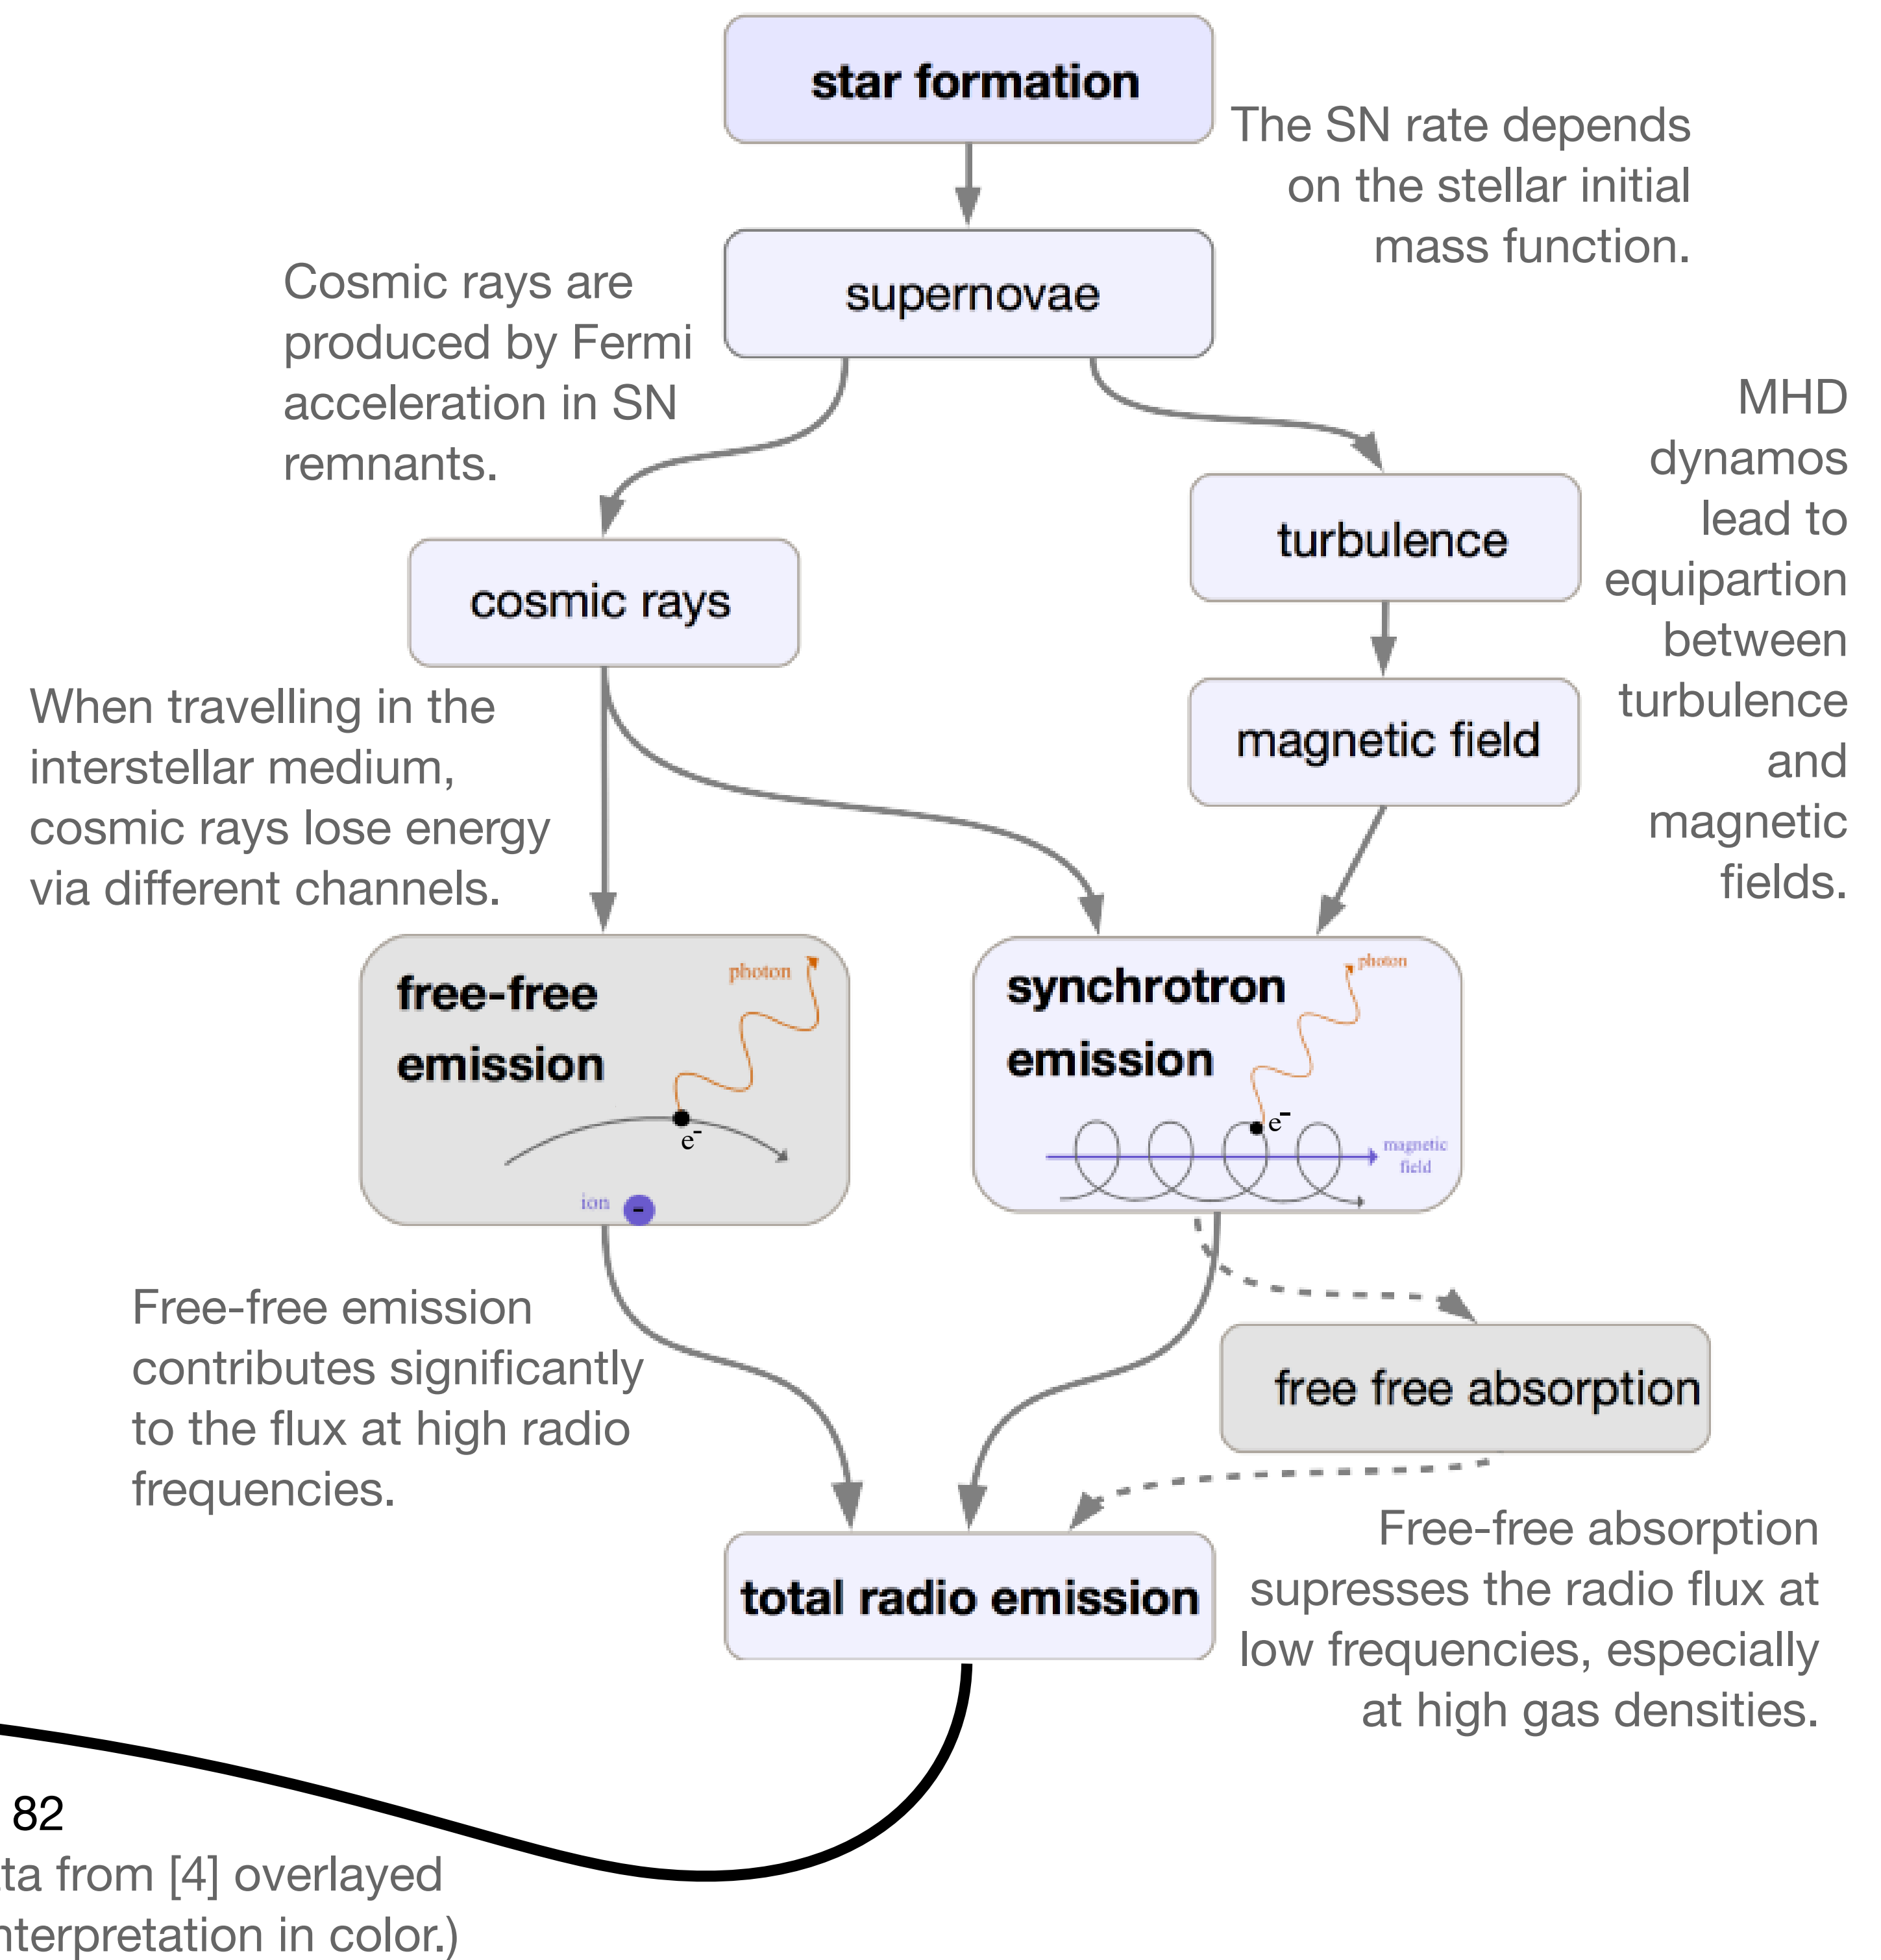 star formation
The SN rate depends
on the stellar initial
mass function.
supernovae
Cosmic rays are
produced by Fermi
acceleration in SN
remnants.
MHD
dynamos
lead to
equipartion
between
turbulence
and
magnetic
fields.
turbulence
cosmic rays
magnetic field
When travelling in the
interstellar medium,
cosmic rays lose energy
via different channels.
free-free
emission
photon
e-
ion
-
synchrotron
emission
photon
e-
magnetic
field
Free-free emission
contributes significantly
to the flux at high radio
frequencies.
free free absorption
total radio emission
Free-free absorption
supresses the radio flux at
low frequencies, especially
at high gas densities.
82
ta from [4] overlayed
nterpretation in color.)